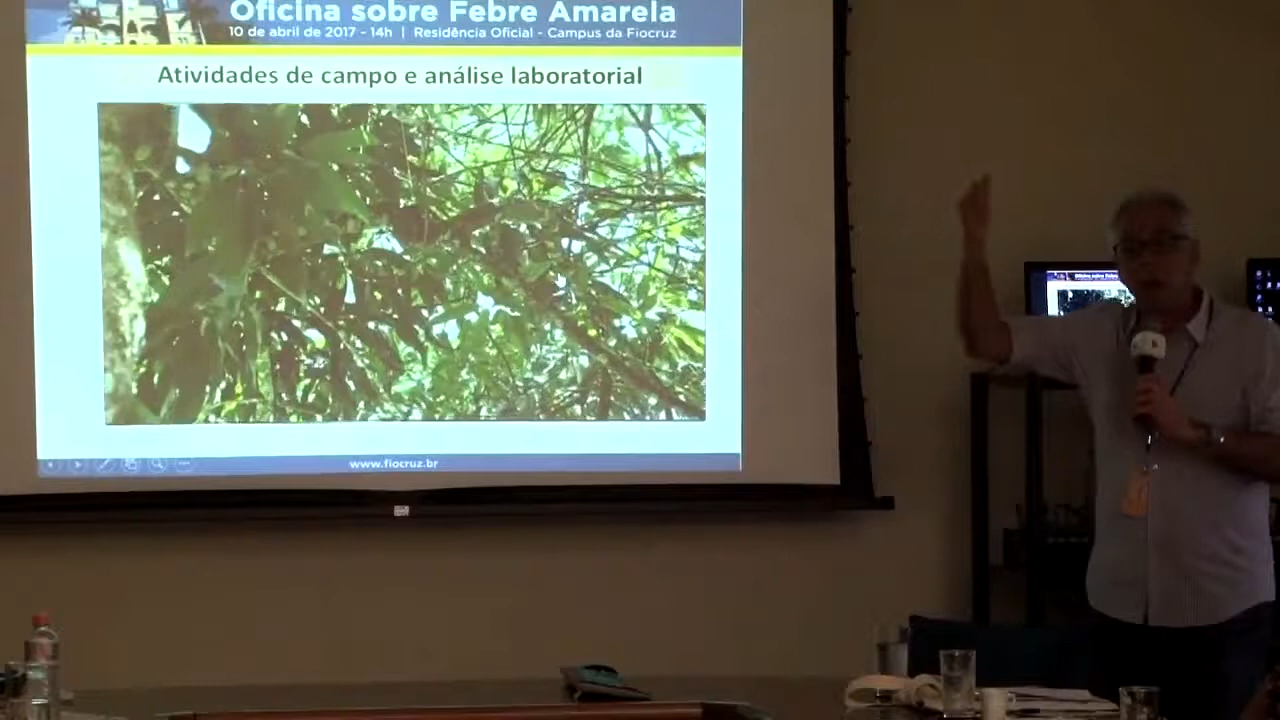 Oficina sobre Febre Amarela
10 de abril de 2017 - 14h | Residência Oficial - Campus da Fiocruz
Atividades de campo e análise laboratorial
www.fiocruz.br